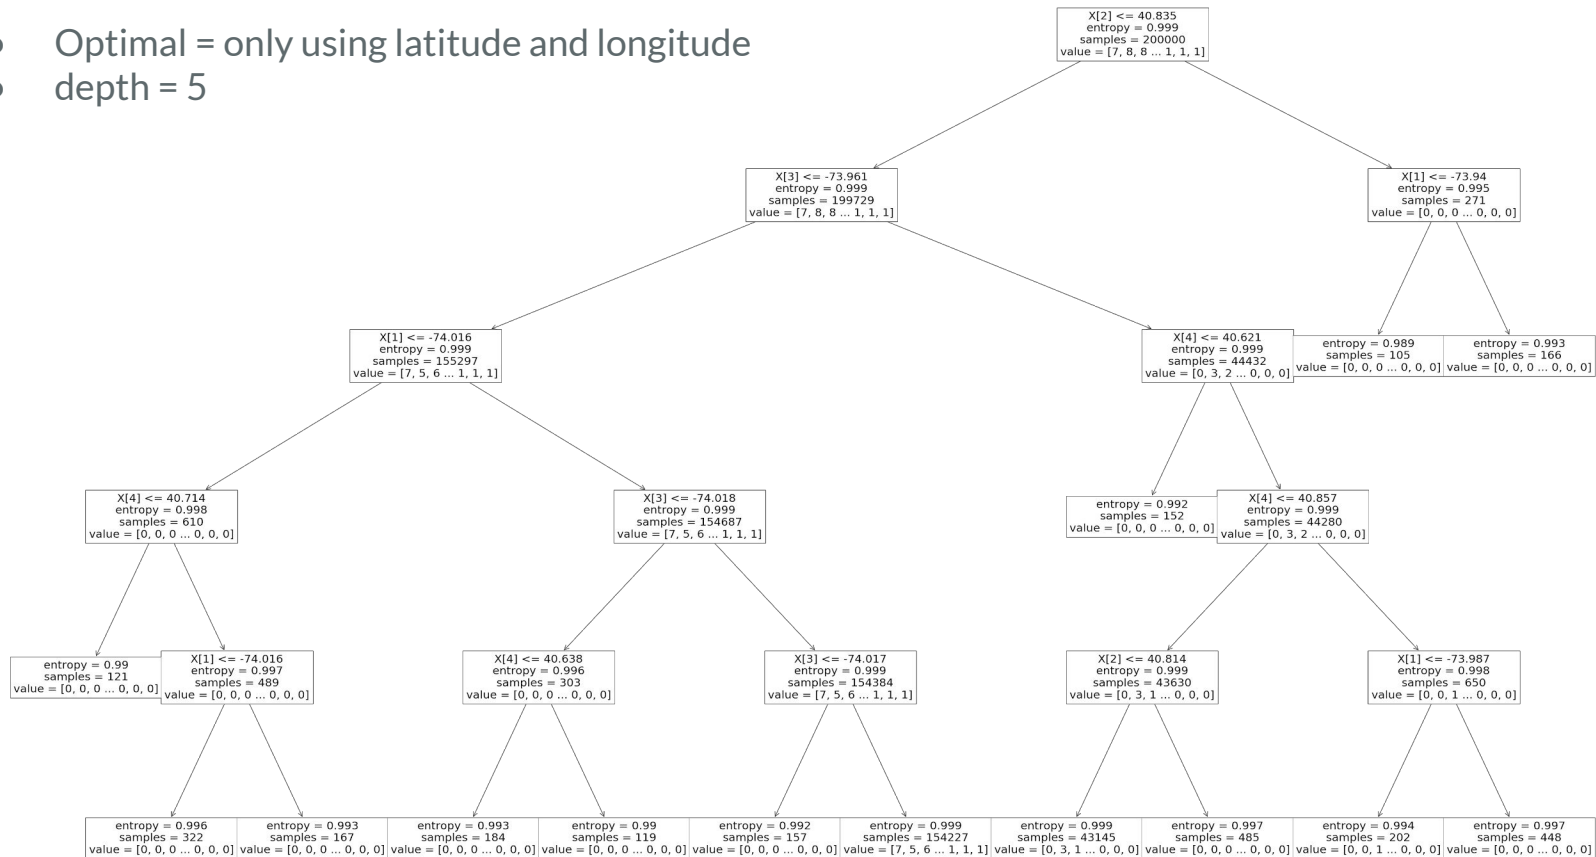 Optimal = only using latitude and longitude
depth = 5
X[2] <= 40.835
entropy = 0.999
samples = 200000
value = [7, 8, 8 ... 1, 1, 1]
X[3] <= -73.961
entropy = 0.999
samples = 199729
value = [7, 8, 8 ... 1, 1, 1]
X[1] <= -73.94
entropy = 0.995
samples = 271
value = [0, 0, 0 ... 0, 0, 0]
X[1] <= -74.016
entropy = 0.999
samples = 155297
value = [7, 5, 6 ... 1, 1, 1]
X[4] <= 40.621
entropy = 0.999
samples = 44432
value = [0, 3, 2 ... 0, 0, 0]
entropy = 0.989
samples = 105
value = [0, 0, 0 ... 0, 0, 0]
entropy = 0.993
samples = 166
value = [0, 0, 0 ... 0, 0, 0]
X[4] <= 40.714
entropy = 0.998
samples = 610
value = [0, 0, 0 ... 0, 0, 0]
X[3] <= -74.018
entropy = 0.999
samples = 154687
value = [7, 5, 6 ... 1, 1, 1]
entropy = 0.992
samples = 152
value = [0, 0, 0 ... 0, 0, 0]
X[4] <= 40.857
entropy = 0.999
samples = 44280
value = [0, 3, 2 ... 0, 0, 0]
entropy = 0.99
samples = 121
value = [0, 0, 0 ... 0, 0, 0]
X[1] <= -74.016
entropy = 0.997
samples = 489
value = [0, 0, 0 ... 0, 0, 0]
X[4] <= 40.638
entropy = 0.996
samples = 303
value = [0, 0, 0 ... 0, 0, 0]
X[3] <= -74.017
entropy = 0.999
samples = 154384
value = [7, 5, 6 ... 1, 1, 1]
X[2] <= 40.814
entropy = 0.999
samples = 43630
value = [0, 3, 1 ... 0, 0, 0]
X[1] <= -73.987
entropy = 0.998
samples = 650
value = [0, 0, 1 ... 0, 0, 0]
entropy = 0.996
samples = 322
value = [0, 0, 0 ... 0, 0, 0]
entropy = 0.993
samples = 167
value = [0, 0, 0 ... 0, 0, 0]
entropy = 0.993
samples = 184
value = [0, 0, 0 ... 0, 0, 0]
entropy = 0.99
samples = 119
value = [0, 0, 0 ... 0, 0, 0]
entropy = 0.992
samples = 157
value = [0, 0, 0 ... 0, 0, 0]
entropy = 0.999
samples = 154227
value = [7, 5, 6 ... 1, 1, 1]
entropy = 0.999
samples = 43145
value = [0, 3, 1 ... 0, 0, 0]
entropy = 0.997
samples = 485
value = [0, 0, 0 ... 0, 0, 0]
entropy = 0.994
samples = 202
value = [0, 0, 1 ... 0, 0, 0]
entropy = 0.997
samples = 448
value = [0, 0, 0 ... 0, 0, 0]